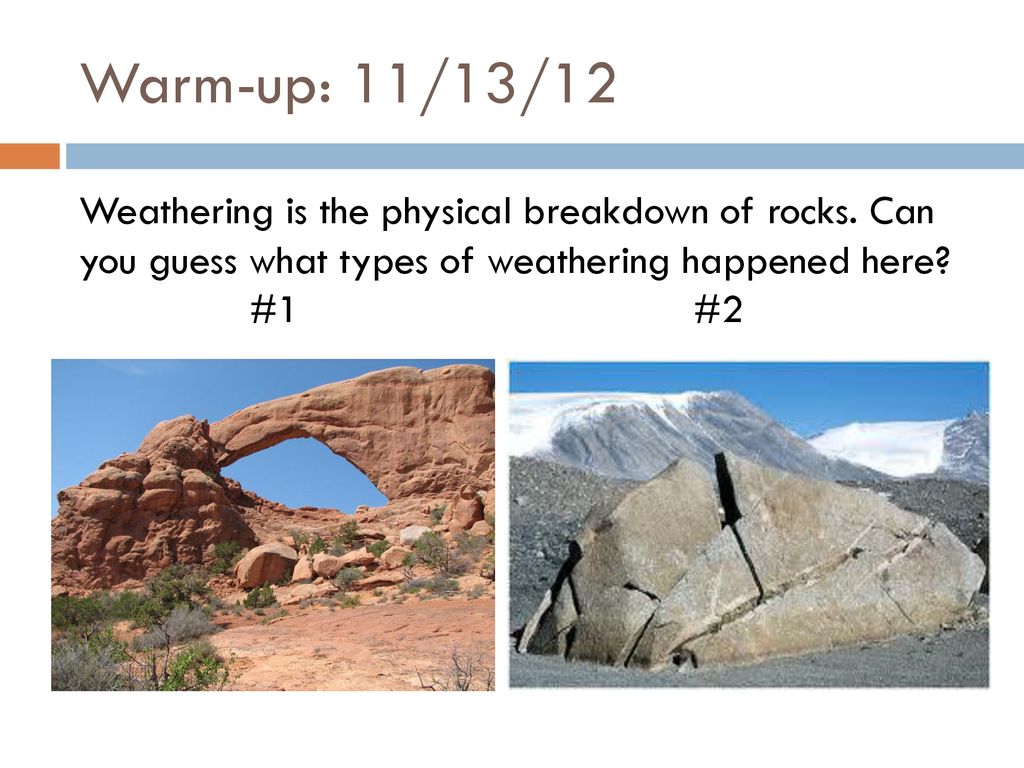 Warm-up: 11/13/12
Weathering is the physical breakdown of rocks. Can
you guess what types of weathering happened here?
#1 #2